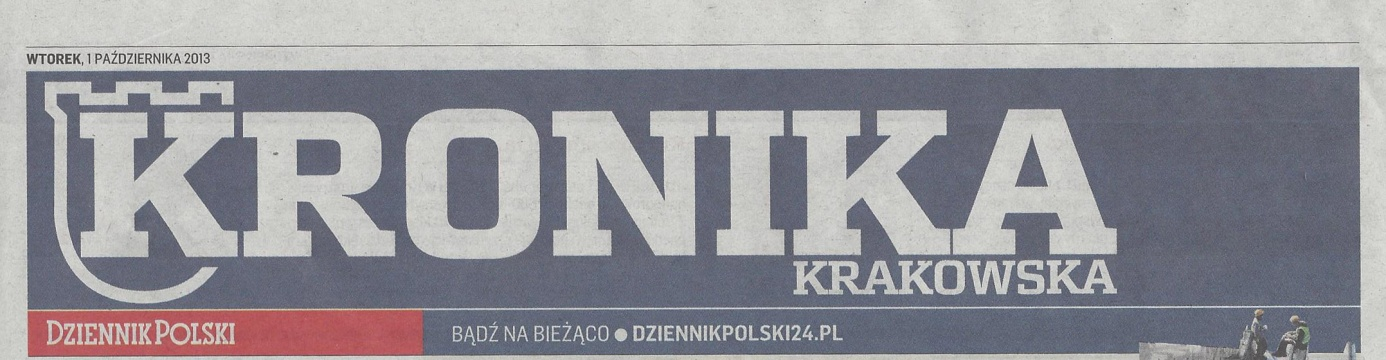 WTOREK, 1 PAŹDZIERNIKA 2013
KRONIKA
KRAKOWSKA
DZIENNIK POLSKI
BĄDŹ NA BIEŻĄCO ● DZIENNIKPOLSKI24.PL